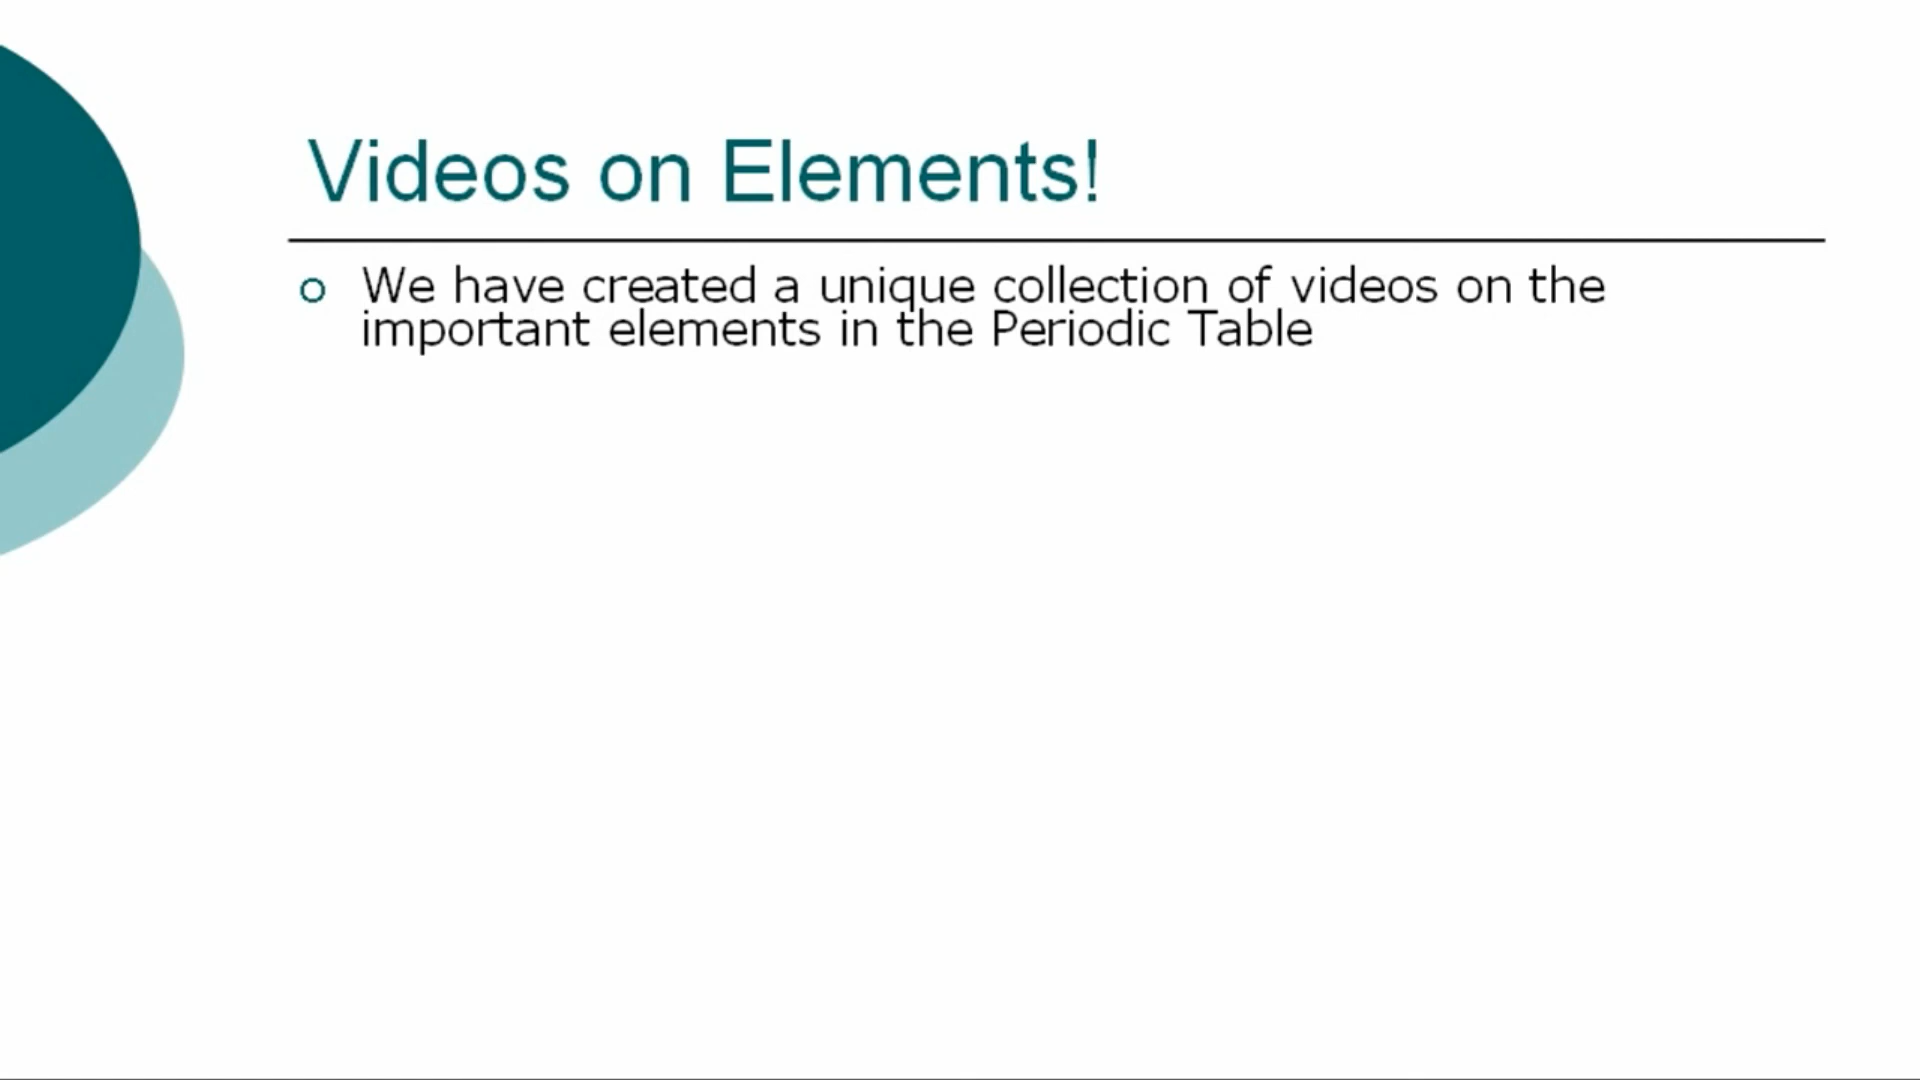 Videos on Elements!
We have created a unique collection of videos on the
important elements in the Periodic Table